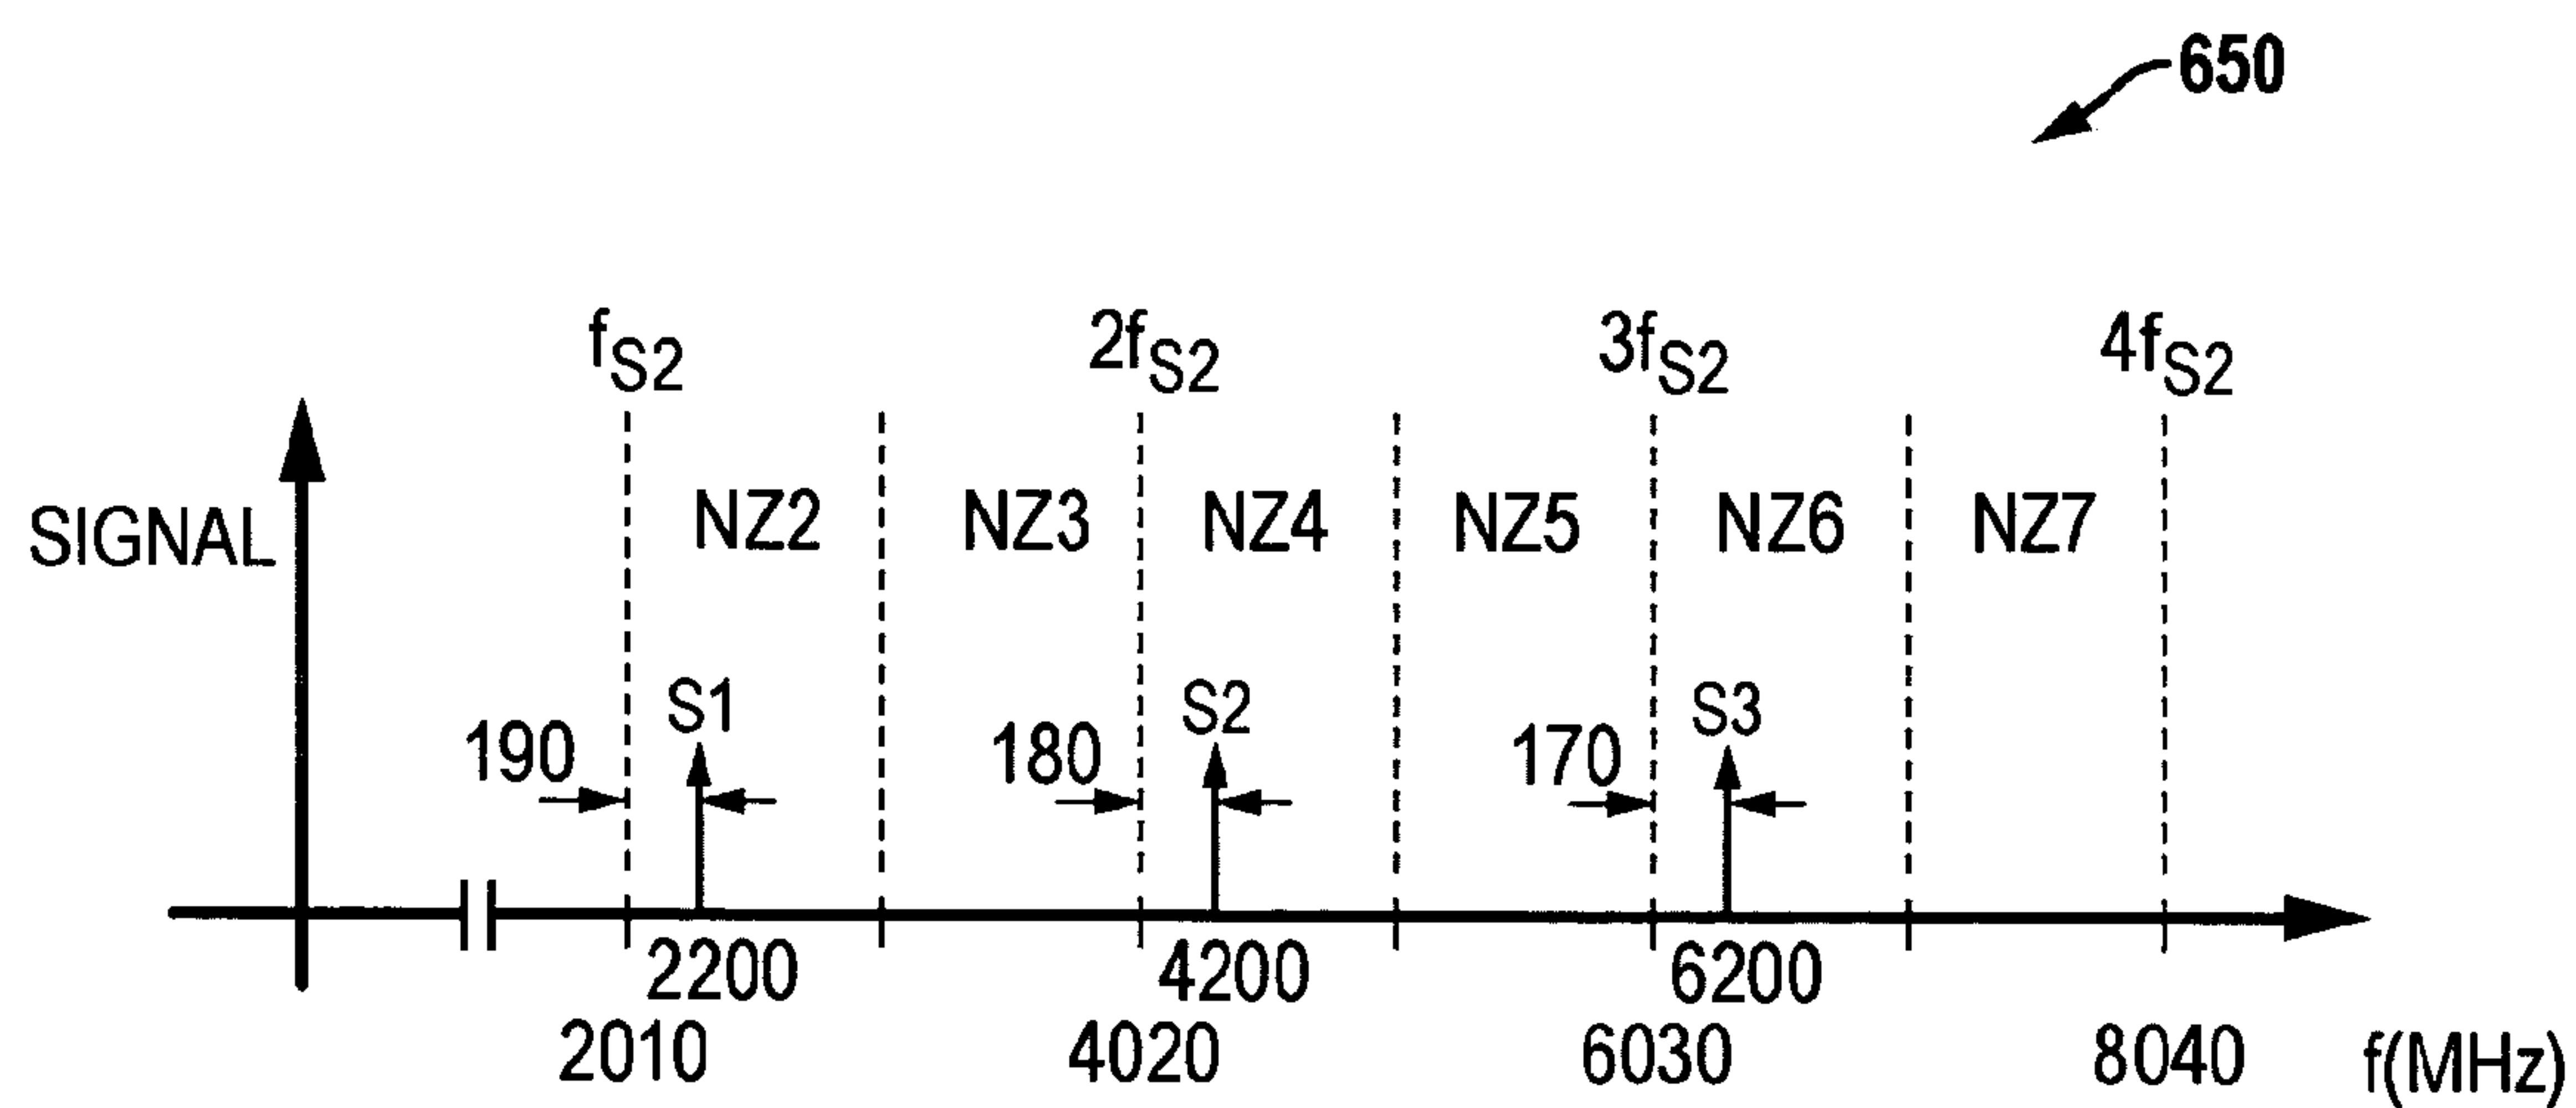 650
fS2 2fS2 3fS2 4fS2
NZ2 NZ3 NZ4 NZ5 NZ6 NZ7
SIGNAL
S1 S2 S3
190 180 170
2200 4200 6200
2010 4020 6030 8040 f(MHz)